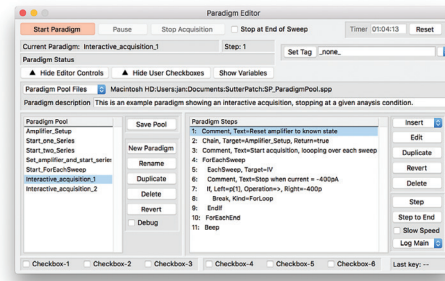 Paradigm Editor
Start Paradigm Pause Stop Acquisition Stop at End of Sweep Timer 01:04:13 Reset
Current Paradigm: Interactive_acquisition_1 Step: 1 Set Tag _none_
Paradigm Status
▲ Hide Editor Controls ▲ Hide User Checkboxes Show Variables
Paradigm Pool Files Macintosh HD:Users:jan:Documents:SutterPatch:SP_ParadigmPool.spp
Paradigm description This is an example paradigm showing an interactive acquisition, stopping at a given anaysis condition.
Paradigm Pool
Amplifier_Setup
Start_one_Series
Start_two_Series
Set_amplifier_and_start_series
Start_ForEachSweep
Interactive_acquisition_1
Interactive_acquisition_2
Save Pool
New Paradigm
Rename
Duplicate
Delete
Revert
Debug
Paradigm Steps
1: Comment, Text=Reset amplifier to known state
2: Chain, Target=Amplifier_Setup, Return=true
3: Comment, Text=Start acquisition, loooping over each sweep
4: ForEachSweep
5: EachSweep, Target=IV
6: Comment, Text=Stop when current = -400pA
7: If, Left=p[1], Operation=>, Right=-400p
8: Break, Kind=ForLoop
9: EndIf
10: ForEachEnd
11: Beep
Insert
Edit
Duplicate
Revert
Delete
Step
Step to End
Slow Speed
Log Main
Checkbox-1 Checkbox-2 Checkbox-3 Checkbox-4 Checkbox-5 Checkbox-6 Last key: --